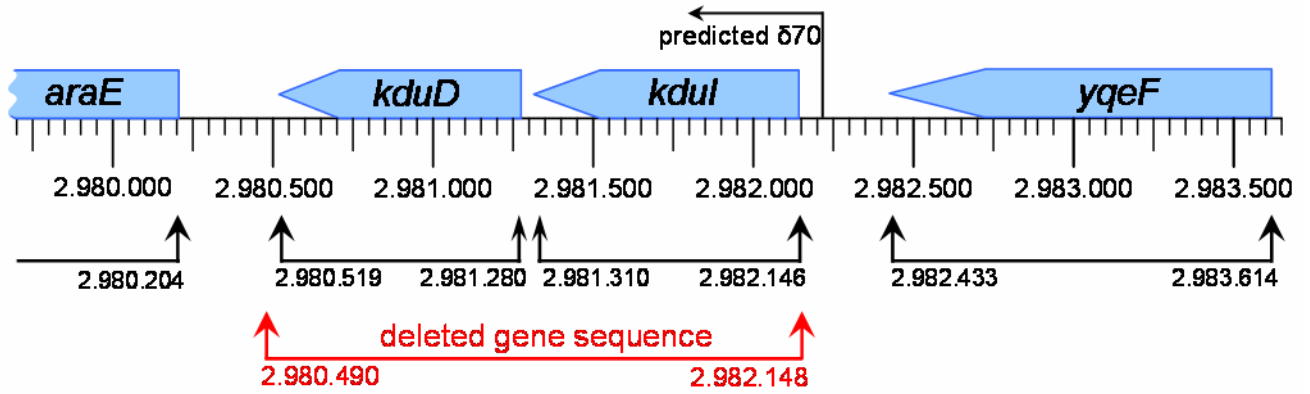 predicted δ70
araE kduD kduI yqeF
2.980.000 2.980.500 2.981.000 2.981.500 2.982.000 2.982.500 2.983.000 2.983.500
2.980.204 2.980.519 2.981.280 2.981.310 2.982.146 2.982.433 2.983.614
deleted gene sequence
2.980.490 2.982.148